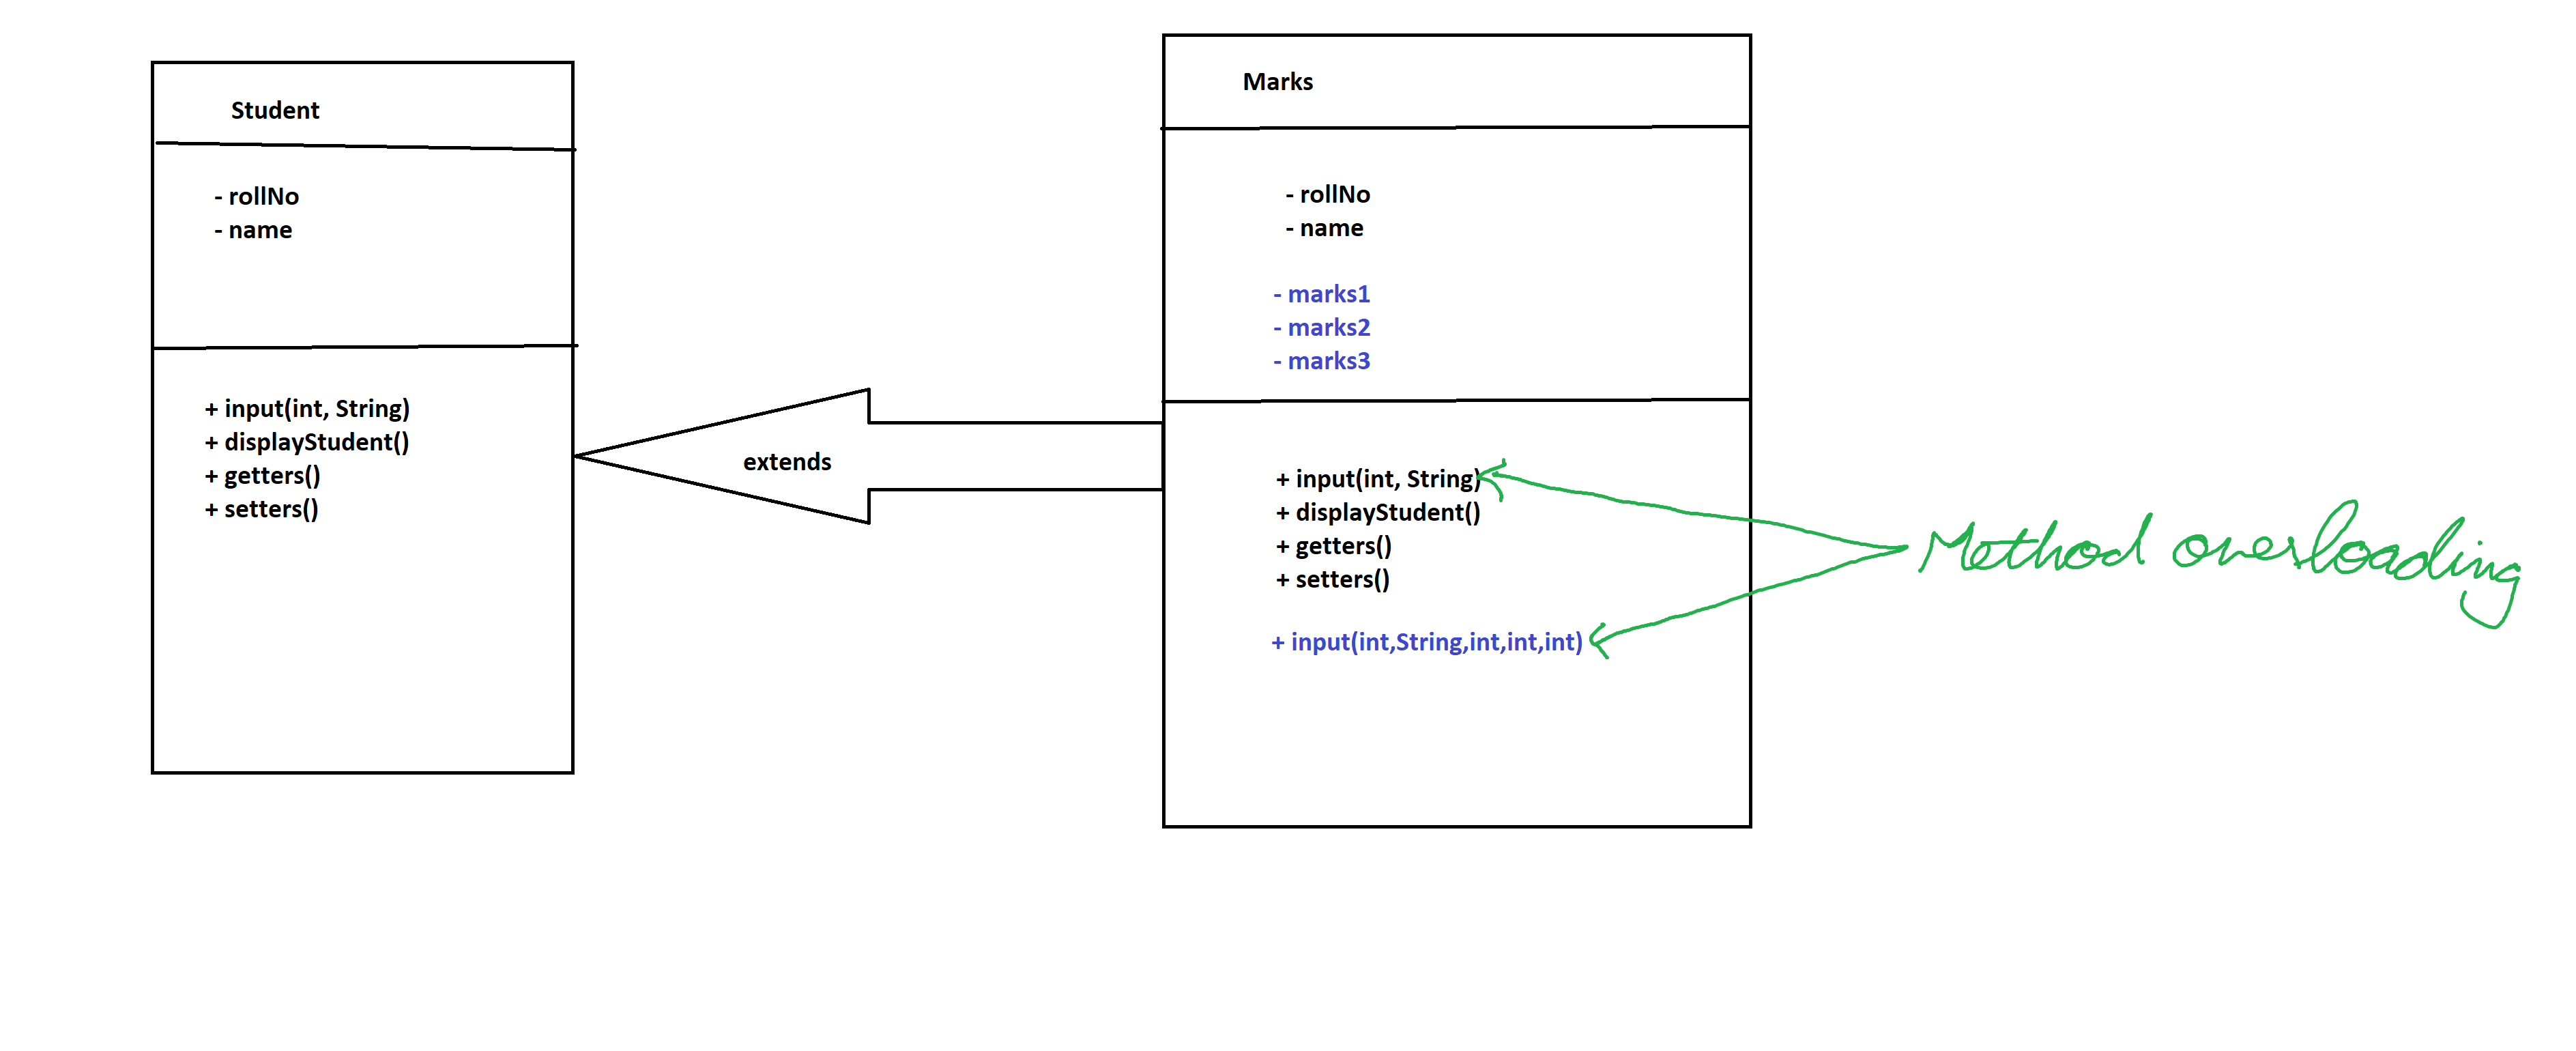 Student
- rollNo
- name
+ input(int, String)
+ displayStudent()
+ getters()
+ setters()
extends
Marks
- rollNo
- name
- marks1
- marks2
- marks3
+ input(int, String)
+ displayStudent()
+ getters()
+ setters()
+ input(int,String,int,int,int)
Method overloading